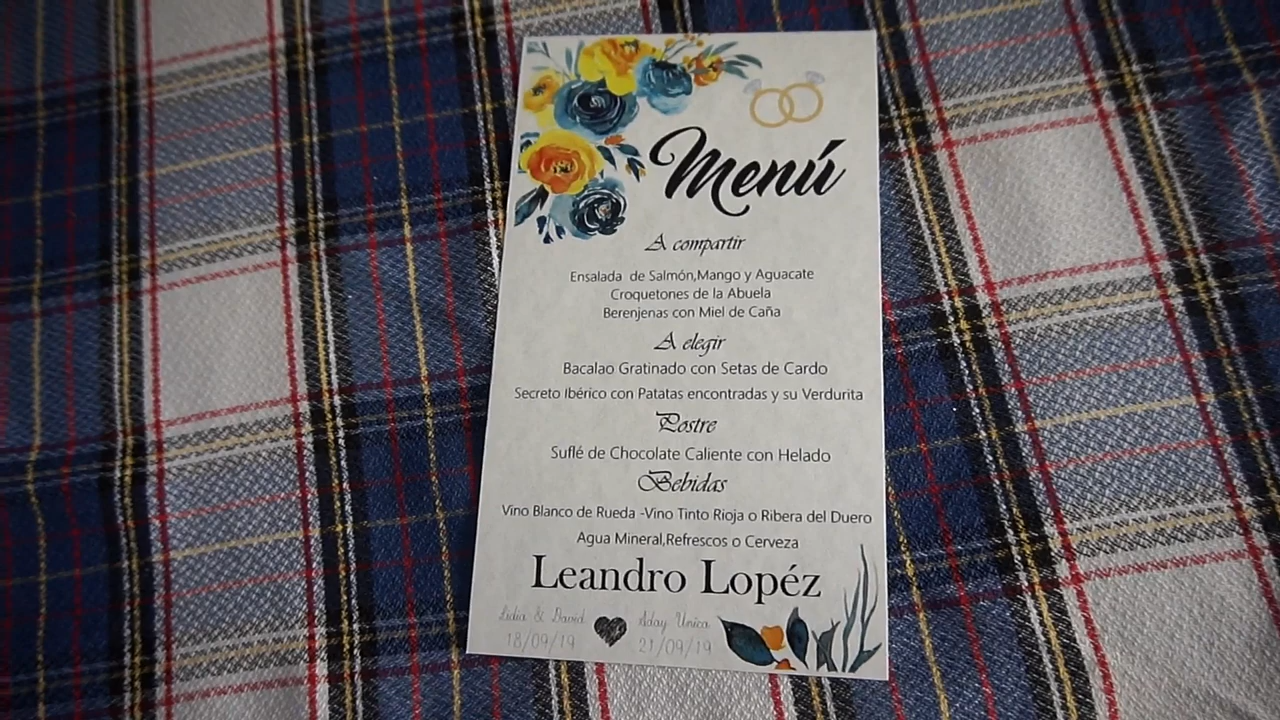 Menú
A compartir
Ensalada de Salmón,Mango y Aguacate
Croquetones de la Abuela
Berenjenas con Miel de Caña
A elegir
Bacalao Gratinado con Setas de Cardo
Secreto Ibérico con Patatas encontradas y su Verdurita
Postre
Suflé de Chocolate Caliente con Helado
Bebidas
Vino Blanco de Rueda -Vino Tinto Rioja o Ribera del Duero
Agua Mineral,Refrescos o Cerveza
Leandro Lopéz
Lidia & David Aday Unica
18/09/19 21/09/19